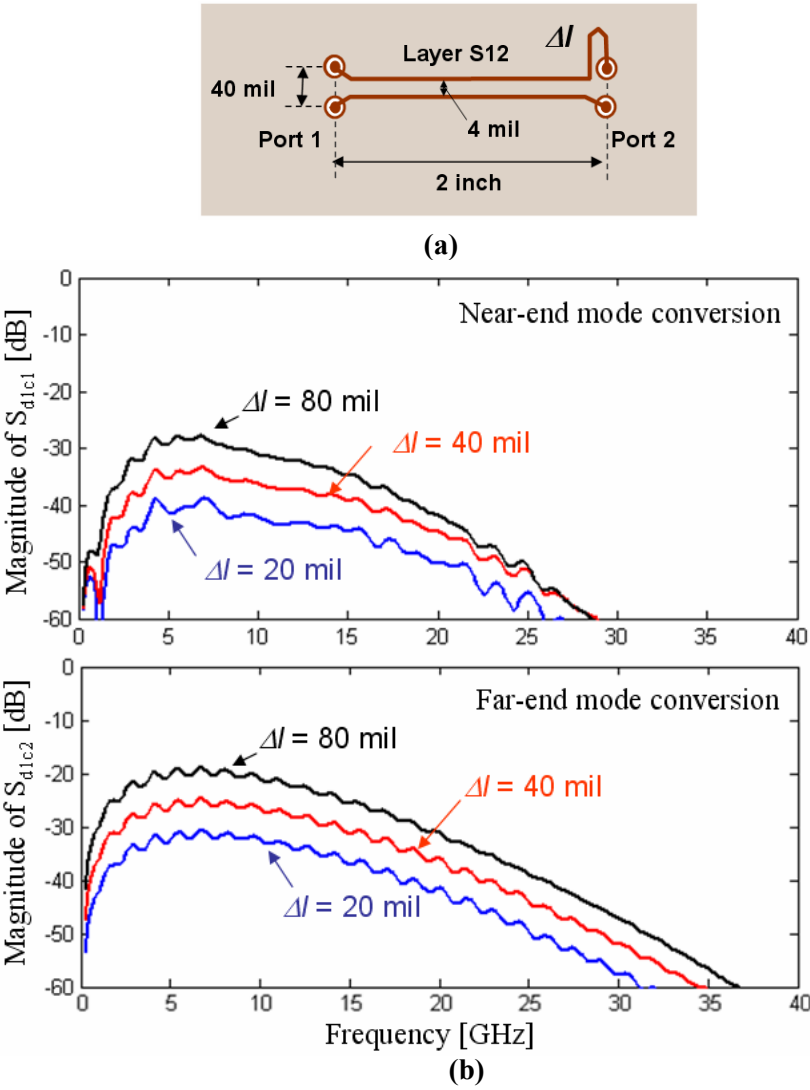 Δl
Layer S12
40 mil
4 mil
Port 1
Port 2
2 inch
(a)
0
-10
-20
-30
-40
-50
-60
Magnitude of S_d1c1 [dB]
Near-end mode conversion
Δl = 80 mil
Δl = 40 mil
Δl = 20 mil
0 5 10 15 20 25 30 35 40
0
-10
-20
-30
-40
-50
-60
Magnitude of S_d1c2 [dB]
Far-end mode conversion
Δl = 80 mil
Δl = 40 mil
Δl = 20 mil
0 5 10 15 20 25 30 35 40
Frequency [GHz]
(b)